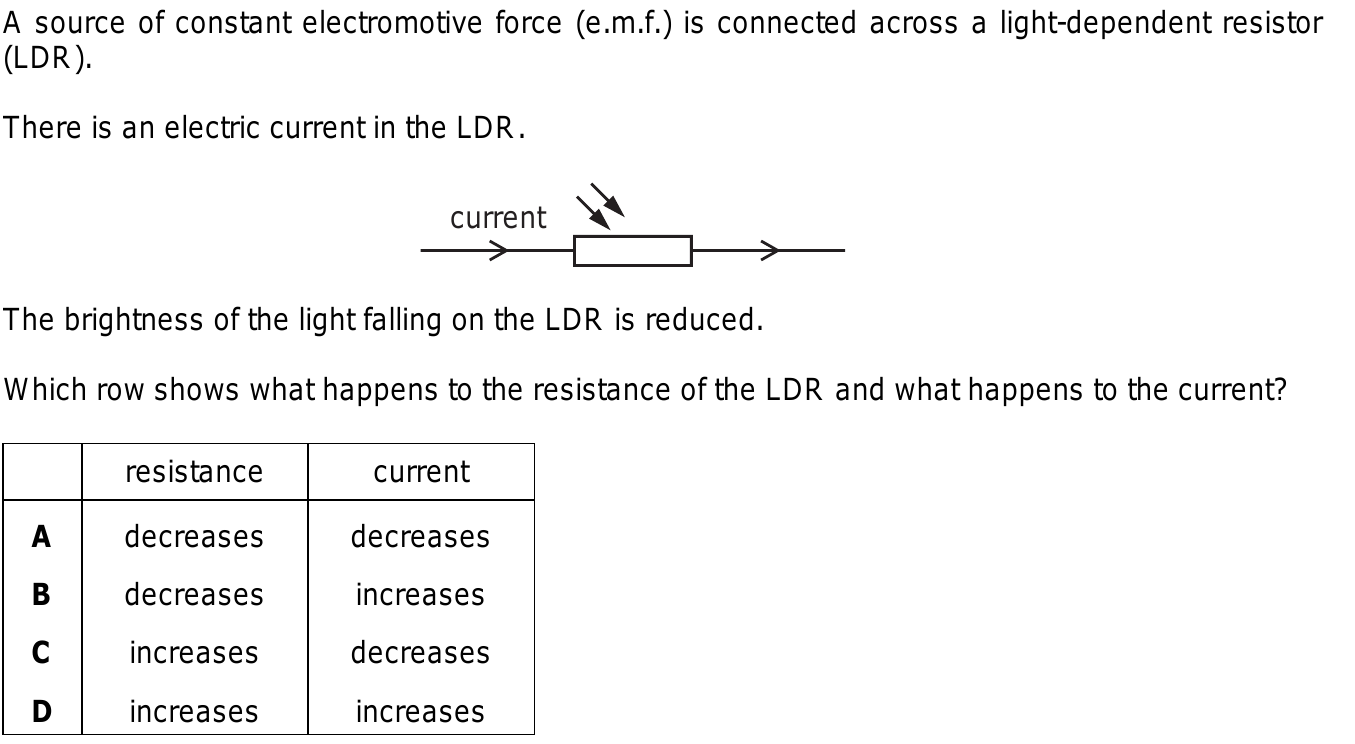 A source of constant electromotive force (e.m.f.) is connected across a light-dependent resistor
(LDR).
There is an electric current in the LDR.
current
The brightness of the light falling on the LDR is reduced.
Which row shows what happens to the resistance of the LDR and what happens to the current?
resistance current
A decreases decreases
B decreases increases
C increases decreases
D increases increases